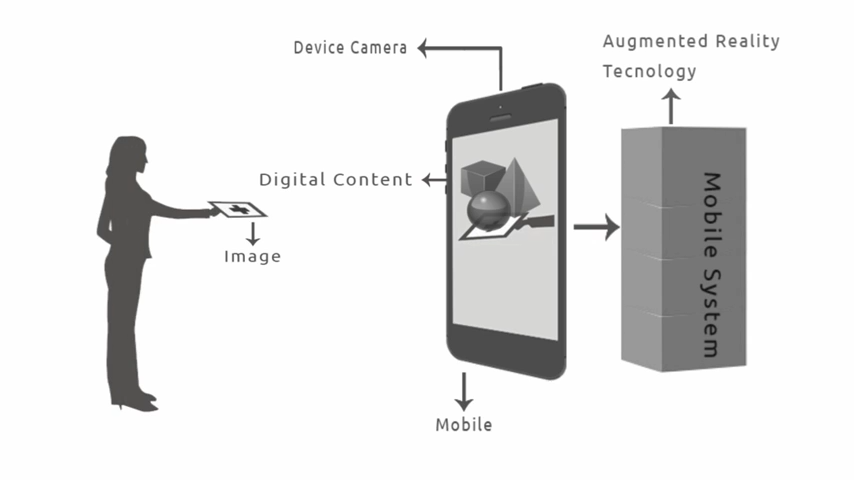 Device Camera
Augmented Reality
Tecnology
Digital Content
Image
Mobile System
Mobile